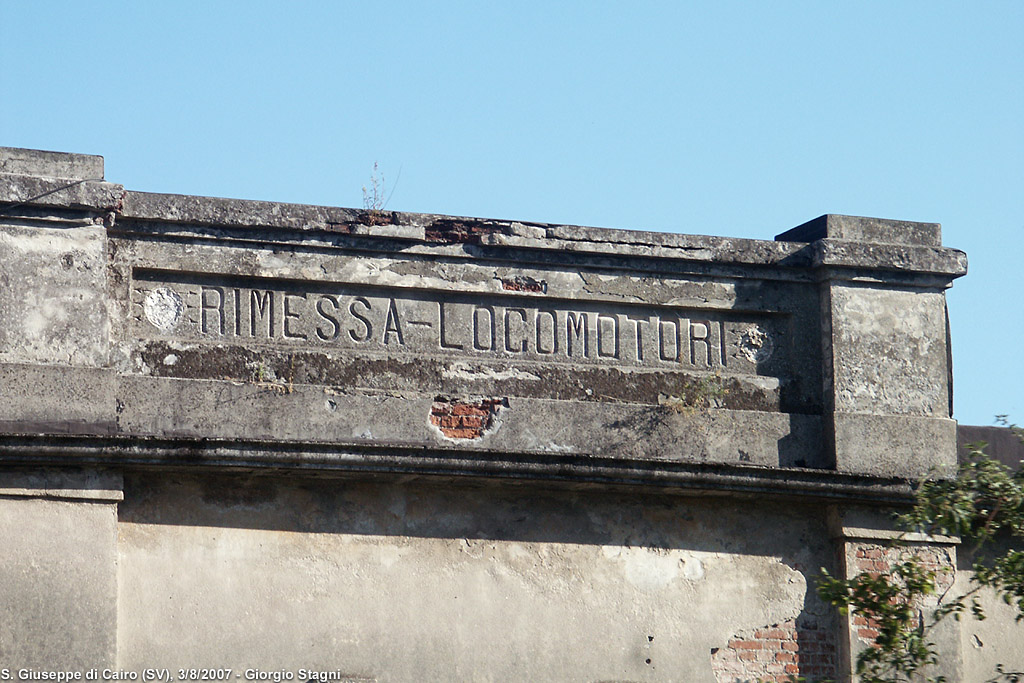 RIMESSA-LOCOMOTORI
S. Giuseppe di Cairo (SV), 3/8/2007 - Giorgio Stagni